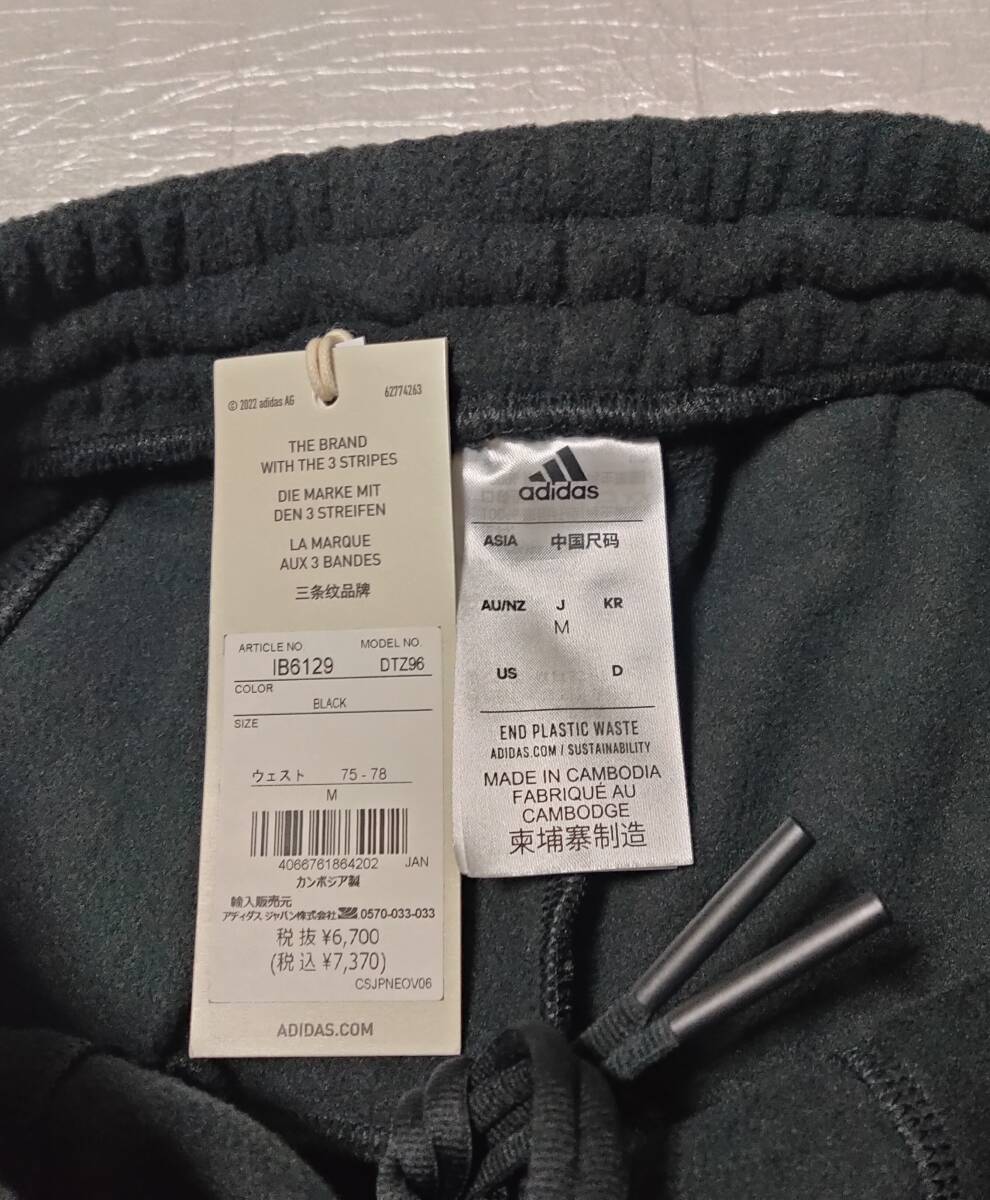 © 2022 adidas AG 62774263
THE BRAND
WITH THE 3 STRIPES
DIE MARKE MIT
DEN 3 STREIFEN
LA MARQUE
AUX 3 BANDES
三条纹品牌
ARTICLE NO. MODEL NO.
IB6129 DTZ96
COLOR
BLACK
SIZE
ウェスト 75 - 78
M
4066761864202 JAN
カンボジア製
輸入販売元
アディダス ジャパン株式会社 0570-033-033
税 抜 ¥6,700
(税 込 ¥7,370)
CSJPNEOV06
ADIDAS.COM
adidas
ASIA 中国尺码
AU/NZ J KR
M
US D
END PLASTIC WASTE
ADIDAS.COM / SUSTAINABILITY
MADE IN CAMBODIA
FABRIQUÉ AU
CAMBODGE
柬埔寨制造